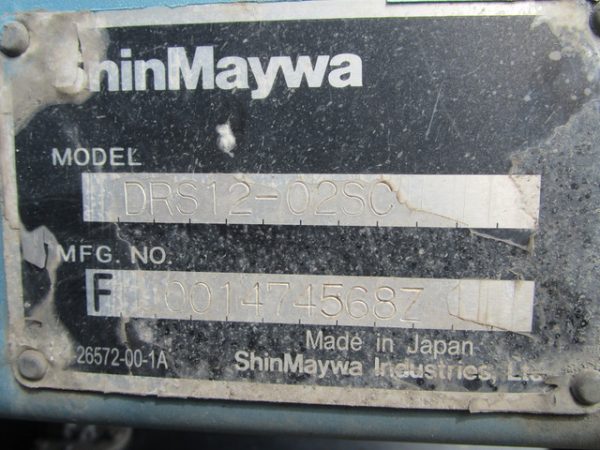 ShinMaywa
MODEL
DRS12-02SC
MFG. NO.
F 001474568Z
Made in Japan
26572-00-1A
ShinMaywa Industries, Ltd